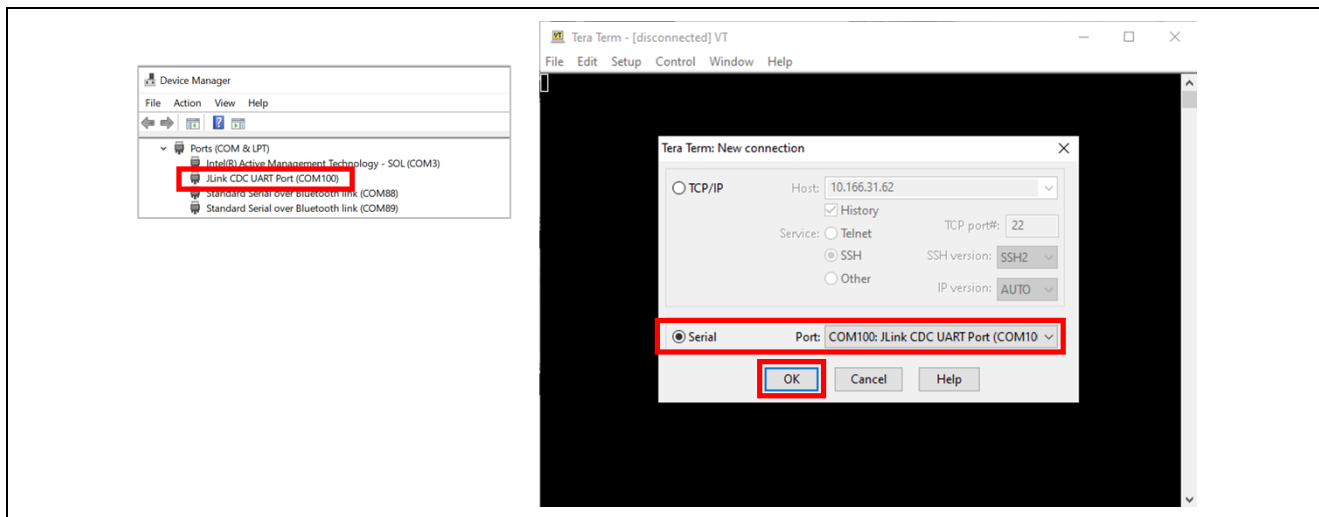 Device Manager
File Action View Help
Ports (COM & LPT)
Intel(R) Active Management Technology - SOL (COM3)
JLink CDC UART Port (COM100)
Standard Serial over Bluetooth link (COM88)
Standard Serial over Bluetooth link (COM89)
VT Tera Term - [disconnected] VT
File Edit Setup Control Window Help
Tera Term: New connection
TCP/IP Host: 10.166.31.62
History
Service: Telnet TCP port#: 22
SSH SSH version: SSH2
Other IP version: AUTO
Serial Port: COM100: JLink CDC UART Port (COM10
OK Cancel Help